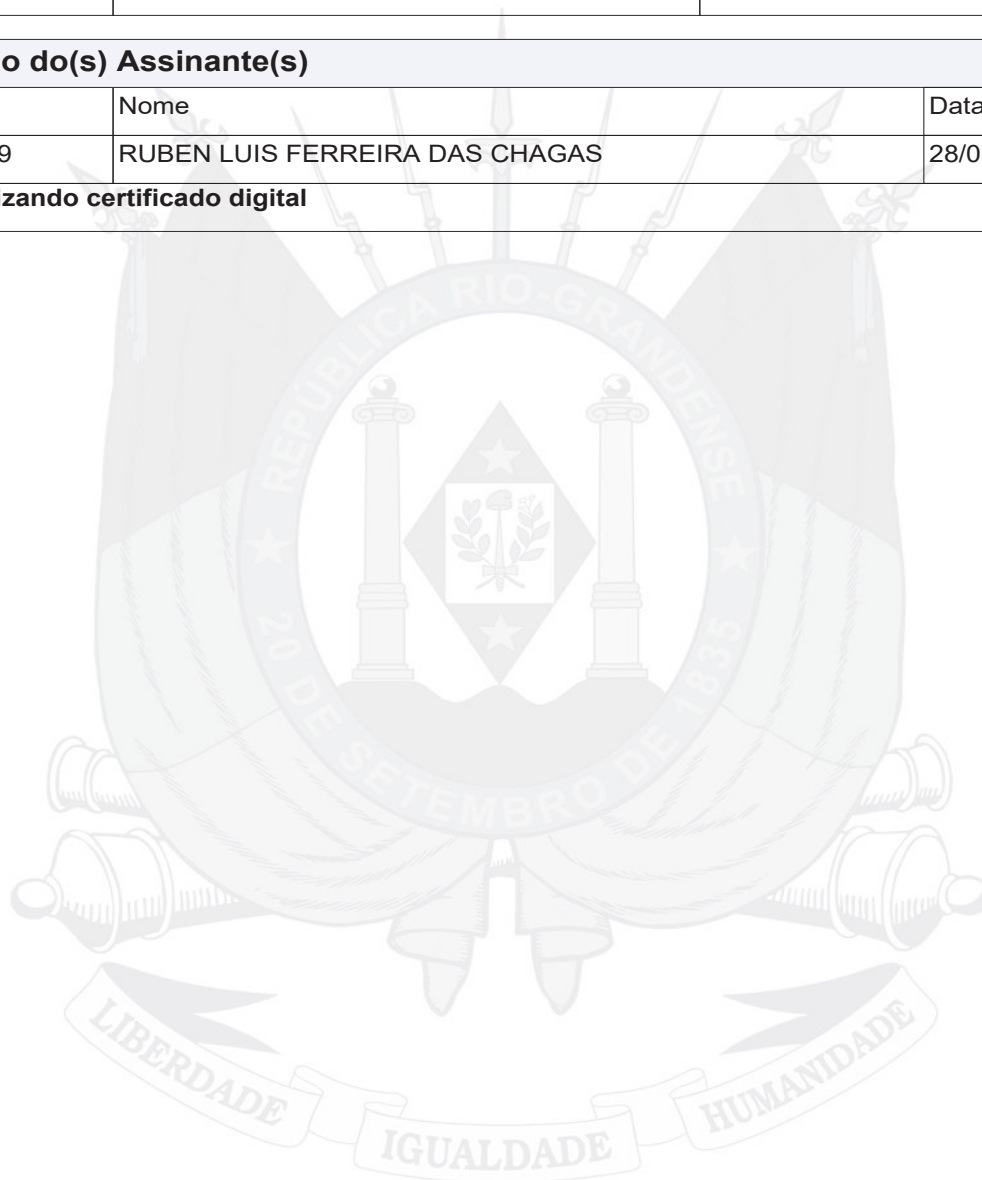 o do(s) Assinante(s)
Nome Data
9 RUBEN LUIS FERREIRA DAS CHAGAS 28/0
izando certificado digital
REPÚBLICA RIO-GRANDENSE
20 DE SETEMBRO DE 1835
LIBERDADE IGUALDADE HUMANIDADE